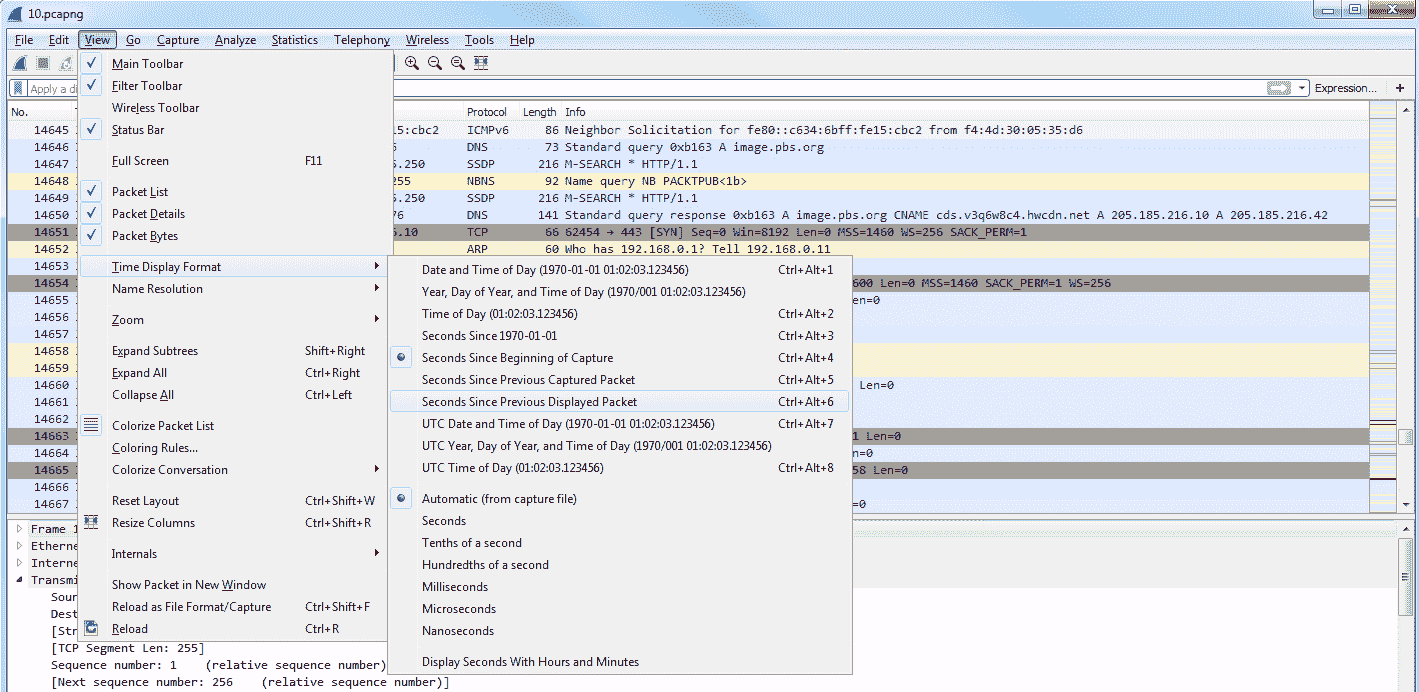 10.pcapng
File Edit View Go Capture Analyze Statistics Telephony Wireless Tools Help
Main Toolbar
Apply a di Filter Toolbar Expression... +
Wireless Toolbar
No. Protocol Length Info
14645 Status Bar 15:cbc2 ICMPv6 86 Neighbor Solicitation for fe80::c634:6bff:fe15:cbc2 from f4:4d:30:05:35:d6
14646 DNS 73 Standard query 0xb163 A image.pbs.org
14647 Full Screen F11 .250 SSDP 216 M-SEARCH * HTTP/1.1
14648 255 NBNS 92 Name query NB PACKTPUB<1b>
14649 Packet List .250 SSDP 216 M-SEARCH * HTTP/1.1
14650 Packet Details 76 DNS 141 Standard query response 0xb163 A image.pbs.org CNAME cds.v3q6w8c4.hwcdn.net A 205.185.216.10 A 205.185.216.42
14651 Packet Bytes .10 TCP 66 62454 → 443 [SYN] Seq=0 Win=8192 Len=0 MSS=1460 WS=256 SACK_PERM=1
14652 ARP 60 Who has 192.168.0.1? Tell 192.168.0.11
14653 Time Display Format Date and Time of Day (1970-01-01 01:02:03.123456) Ctrl+Alt+1
14654 Name Resolution Year, Day of Year, and Time of Day (1970/001 01:02:03.123456) 600 Len=0 MSS=1460 SACK_PERM=1 WS=256
14655 en=0
14656 Zoom Time of Day (01:02:03.123456) Ctrl+Alt+2
14657 Seconds Since 1970-01-01 Ctrl+Alt+3
14658 Expand Subtrees Shift+Right Seconds Since Beginning of Capture Ctrl+Alt+4
14659 Expand All Ctrl+Right
14660 Seconds Since Previous Captured Packet Ctrl+Alt+5 Len=0
14661 Collapse All Ctrl+Left Seconds Since Previous Displayed Packet Ctrl+Alt+6
14662 Colorize Packet List UTC Date and Time of Day (1970-01-01 01:02:03.123456) Ctrl+Alt+7
14663 1 Len=0
14664 Coloring Rules... UTC Year, Day of Year, and Time of Day (1970/001 01:02:03.123456) n=0
14665 Colorize Conversation UTC Time of Day (01:02:03.123456) Ctrl+Alt+8 58 Len=0
14666
14667 Reset Layout Ctrl+Shift+W Automatic (from capture file) =0
Resize Columns Ctrl+Shift+R Seconds
Frame 1
Etherne Tenths of a second
Internals
Interne Hundredths of a second
Transmi Show Packet in New Window Milliseconds
Sour
Reload as File Format/Capture Ctrl+Shift+F Microseconds
Dest
[Str Reload Ctrl+R Nanoseconds
[TCP Segment Len: 255]
Sequence number: 1 (relative sequence number) Display Seconds With Hours and Minutes
[Next sequence number: 256 (relative sequence number)]